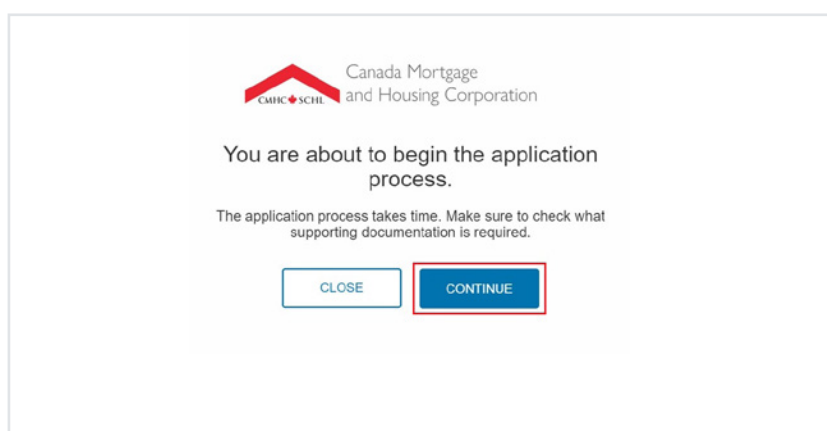 Canada Mortgage
and Housing Corporation
CMHC SCHL
You are about to begin the application
process.
The application process takes time. Make sure to check what
supporting documentation is required.
CLOSE
CONTINUE